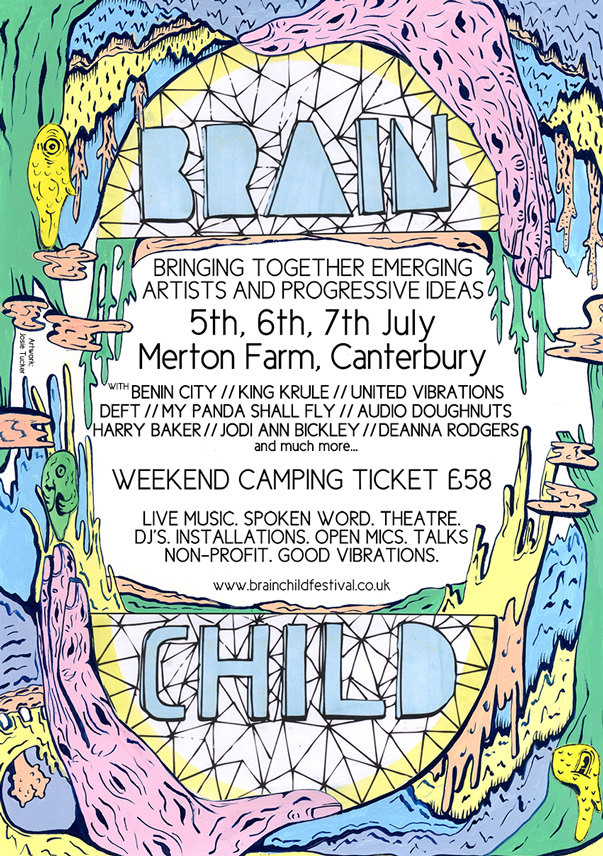 BRAIN
BRINGING TOGETHER EMERGING
ARTISTS AND PROGRESSIVE IDEAS
5th, 6th, 7th July
Merton Farm, Canterbury
WITH BENIN CITY // KING KRULE // UNITED VIBRATIONS
DEFT // MY PANDA SHALL FLY // AUDIO DOUGHNUTS
HARRY BAKER // JODI ANN BICKLEY // DEANNA RODGERS
and much more...
WEEKEND CAMPING TICKET £58
LIVE MUSIC. SPOKEN WORD. THEATRE.
DJ'S. INSTALLATIONS. OPEN MICS. TALKS
NON-PROFIT. GOOD VIBRATIONS.
www.brainchildfestival.co.uk
CHILD
Artwork:
Josie Tucker